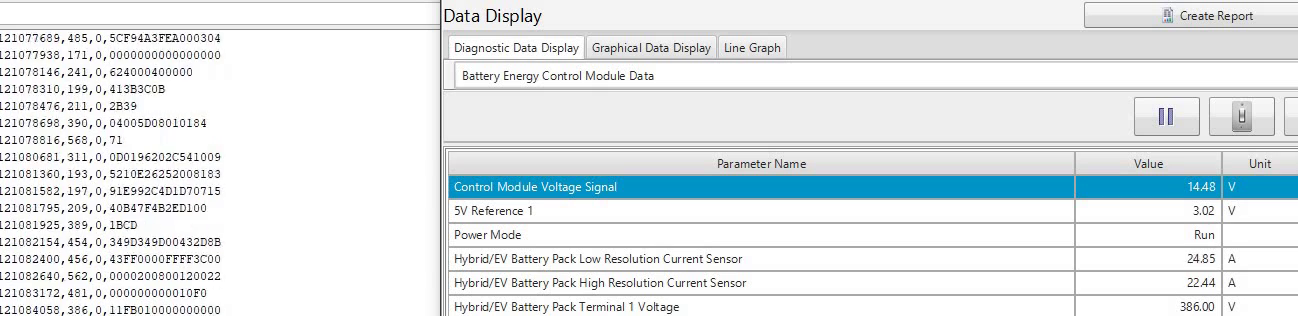 121077689,485,0,5CF94A3FEA000304
121077938,171,0,0000000000000000
121078146,241,0,624000400000
121078310,199,0,413B3C0B
121078476,211,0,2B39
121078698,390,0,04005D08010184
121078816,568,0,71
121080681,311,0,0D0196202C541009
121081360,193,0,5210E26252008183
121081582,197,0,91E992C4D1D70715
121081795,209,0,40B47F4B2ED100
121081925,389,0,1BCD
121082154,454,0,349D349D00432D8B
121082400,456,0,43FF0000FFFF3C00
121082640,562,0,0000200800120022
121083172,481,0,000000000010F0
121084058,386,0,11FB010000000000
Data Display
Create Report
Diagnostic Data Display Graphical Data Display Line Graph
Battery Energy Control Module Data
Parameter Name Value Unit
Control Module Voltage Signal 14.48 V
5V Reference 1 3.02 V
Power Mode Run
Hybrid/EV Battery Pack Low Resolution Current Sensor 24.85 A
Hybrid/EV Battery Pack High Resolution Current Sensor 22.44 A
Hybrid/EV Battery Pack Terminal 1 Voltage 386.00 V